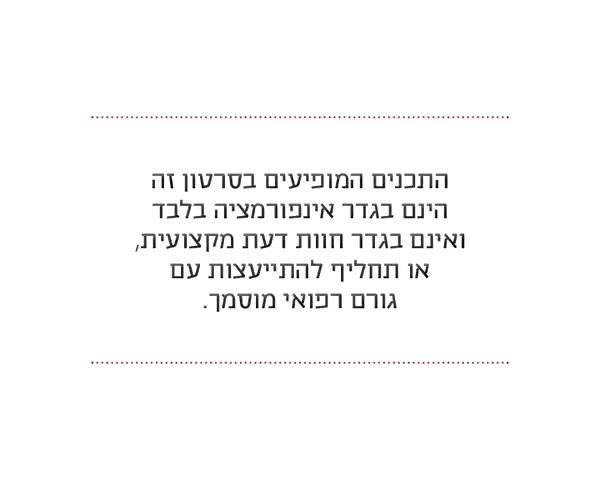 התכנים המופיעים בסרטון זה
הינם בגדר אינפורמציה בלבד
ואינם בגדר חוות דעת מקצועית,
או תחליף להתייעצות עם
גורם רפואי מוסמך.